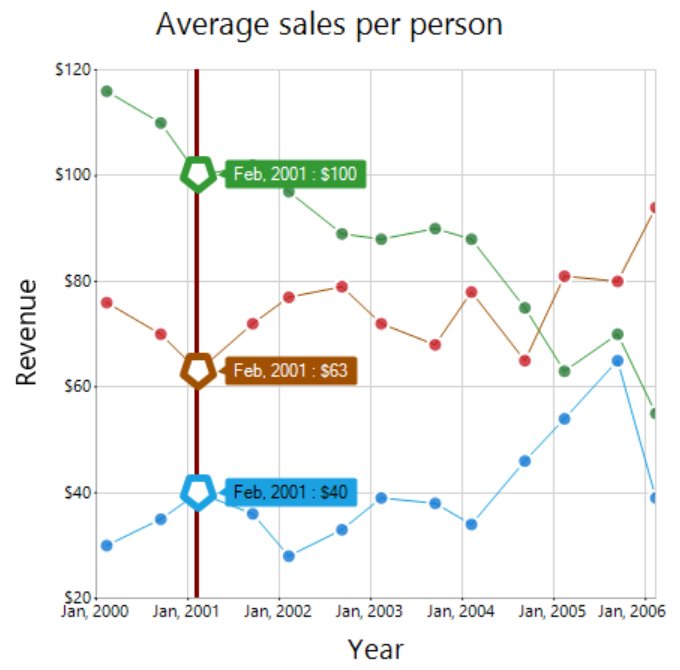 Average sales per person
$120
$100
$80
$60
$40
$20
Revenue
Feb, 2001 : $100
Feb, 2001 : $63
Feb, 2001 : $40
Jan, 2000 Jan, 2001 Jan, 2002 Jan, 2003 Jan, 2004 Jan, 2005 Jan, 2006
Year